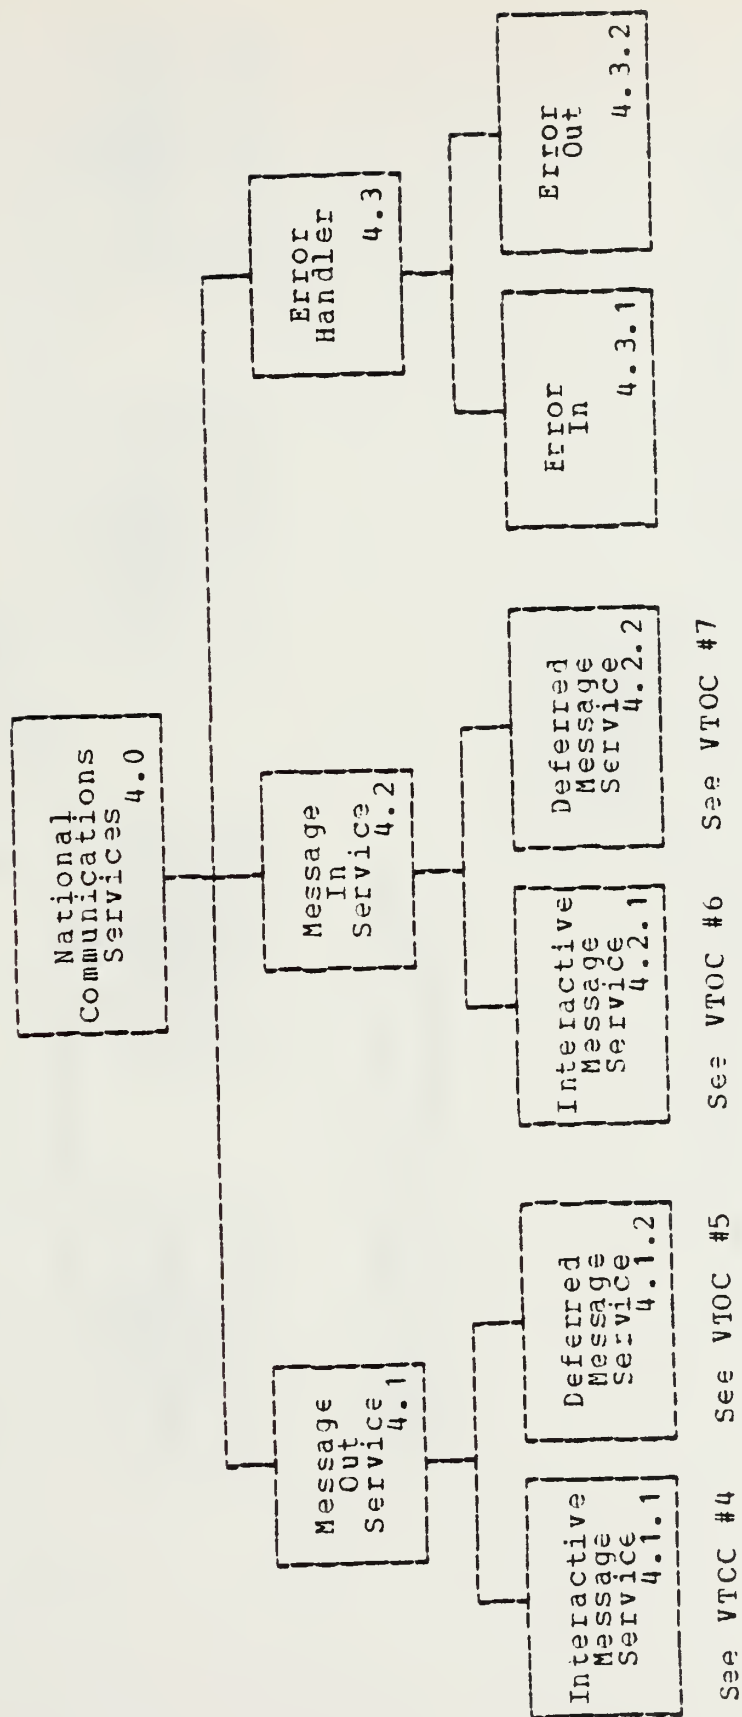 National
Communications
Services
4.0
Message
Out
Service
4.1
Message
In
Service
4.2
Error
Handler
4.3
Interactive
Message
Service
4.1.1
Deferred
Message
Service
4.1.2
Interactive
Message
Service
4.2.1
Deferred
Message
Service
4.2.2
Error
In
4.3.1
Error
Out
4.3.2
See VTCC #4
See VTOC #5
See VTOC #6
See VTOC #7